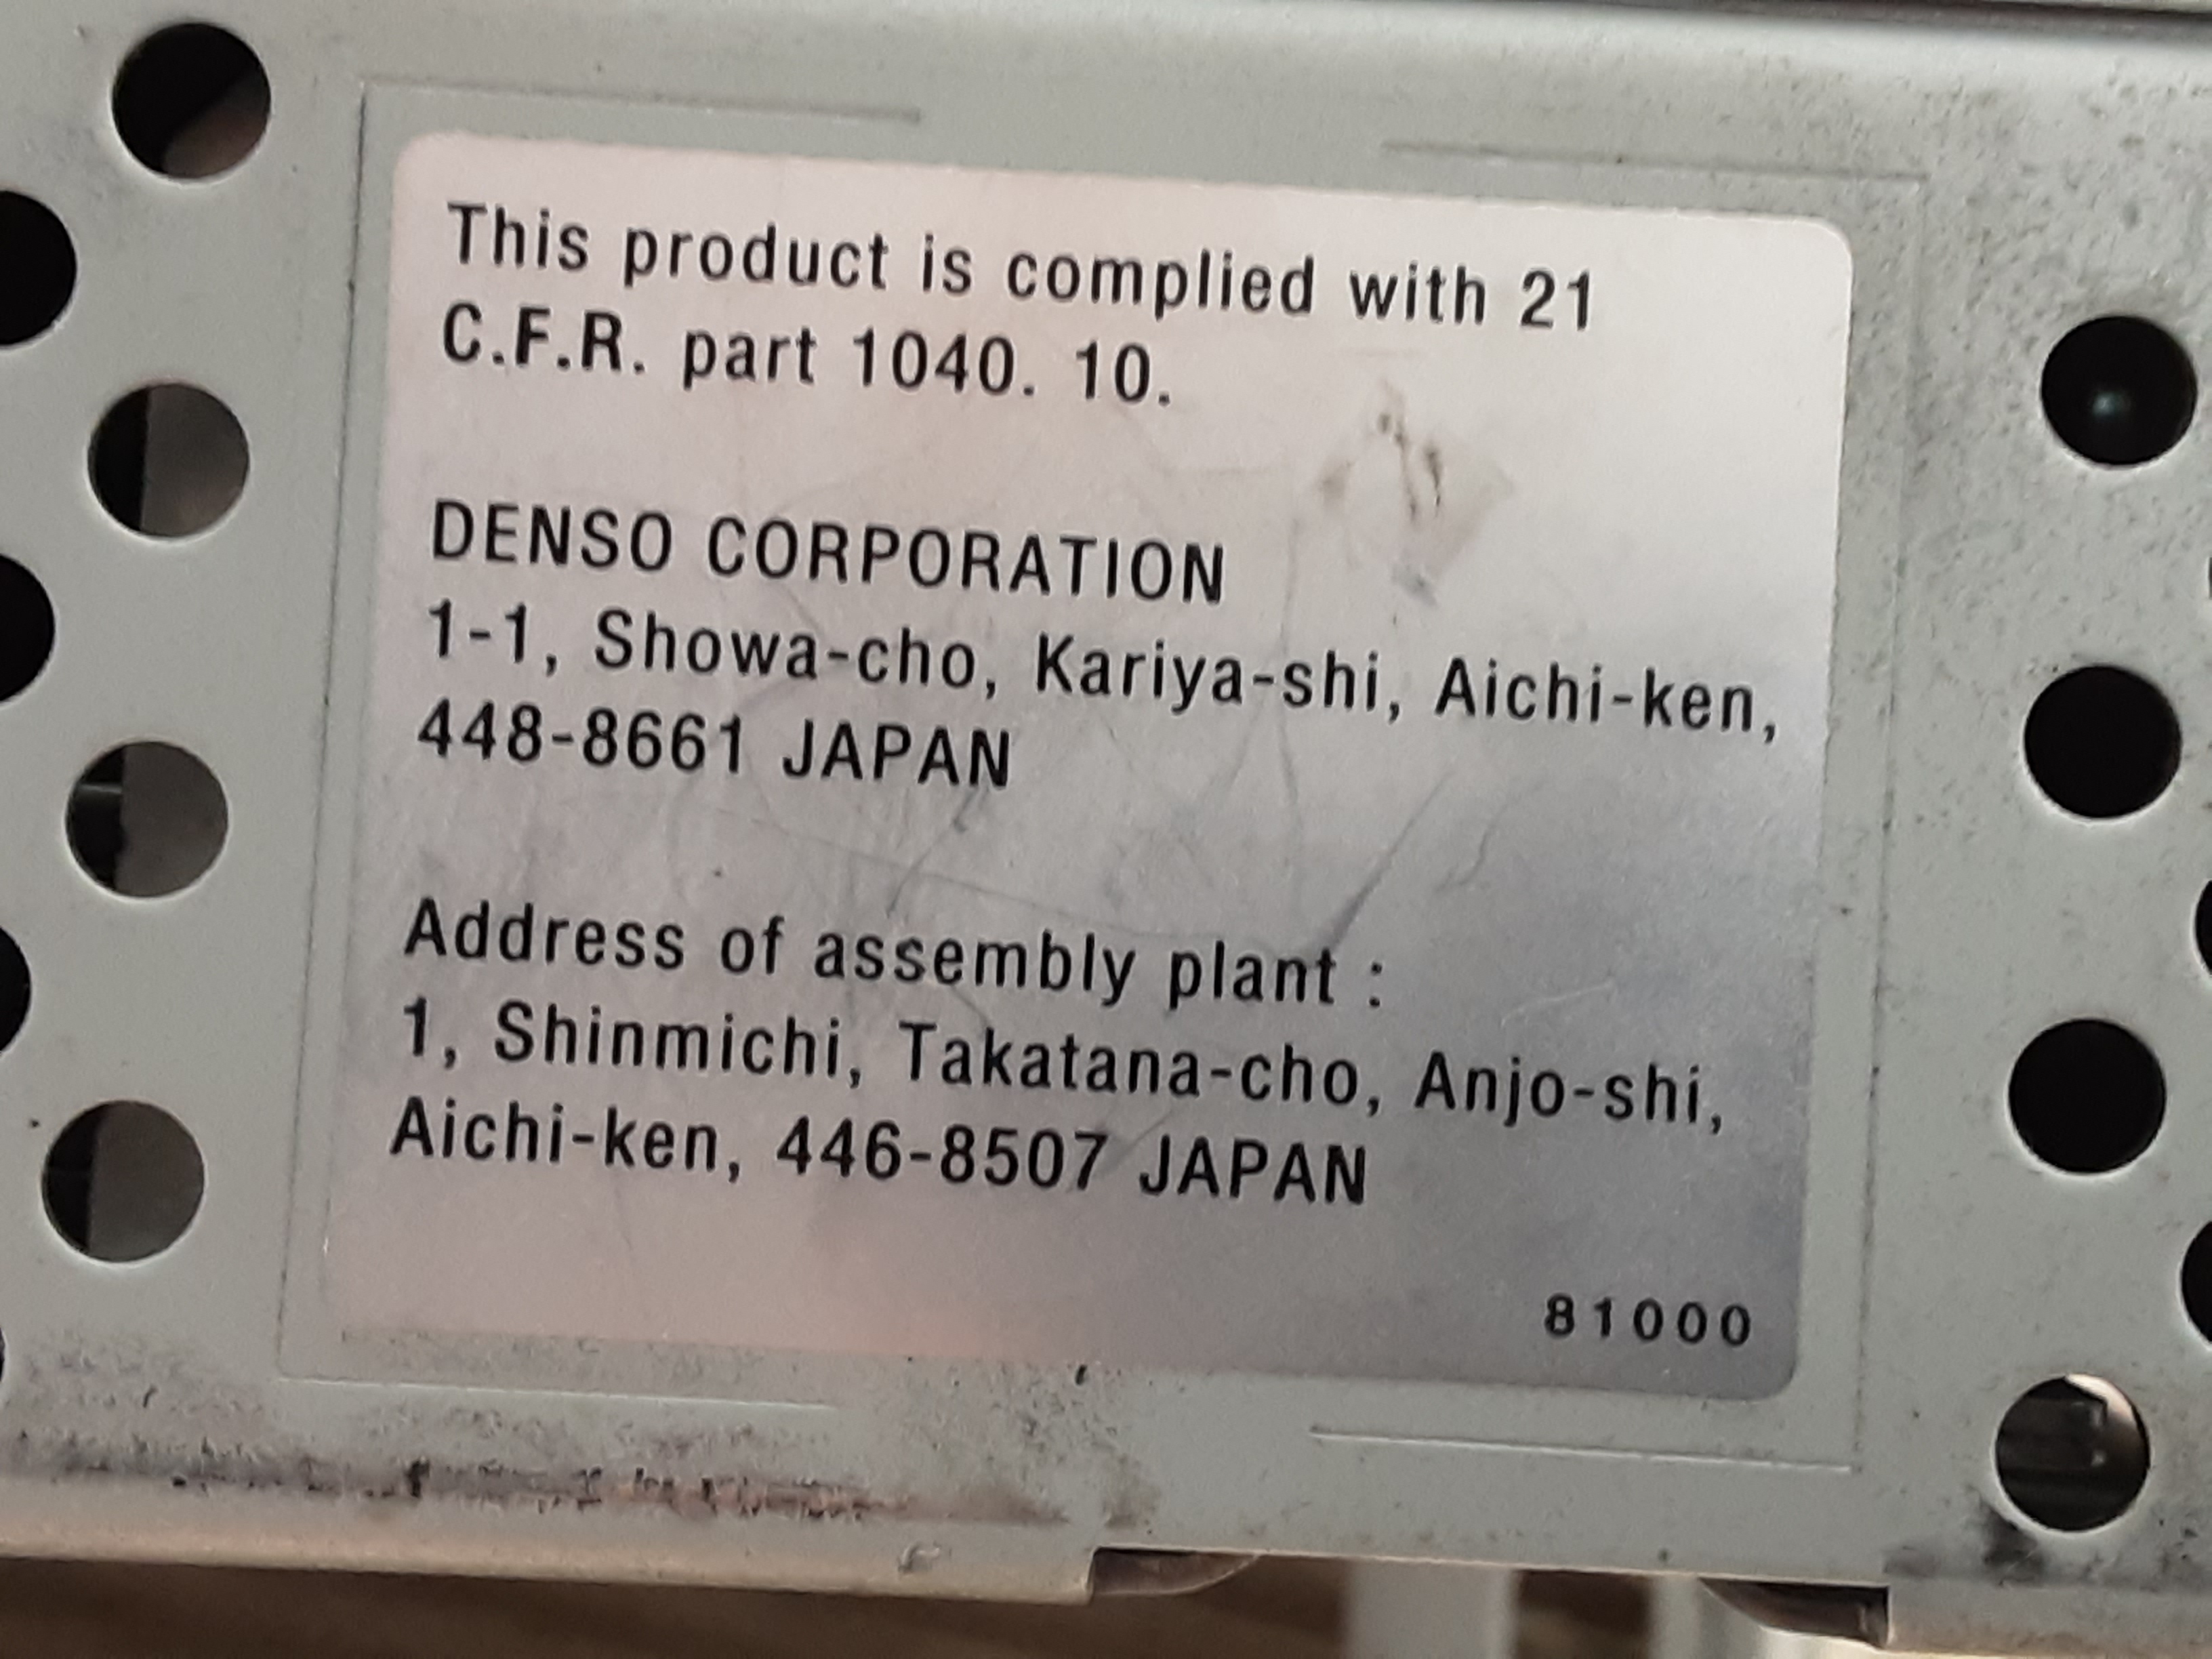 This product is complied with 21
C.F.R. part 1040. 10.
DENSO CORPORATION
1-1, Showa-cho, Kariya-shi, Aichi-ken,
448-8661 JAPAN
Address of assembly plant :
1, Shinmichi, Takatana-cho, Anjo-shi,
Aichi-ken, 446-8507 JAPAN
81000